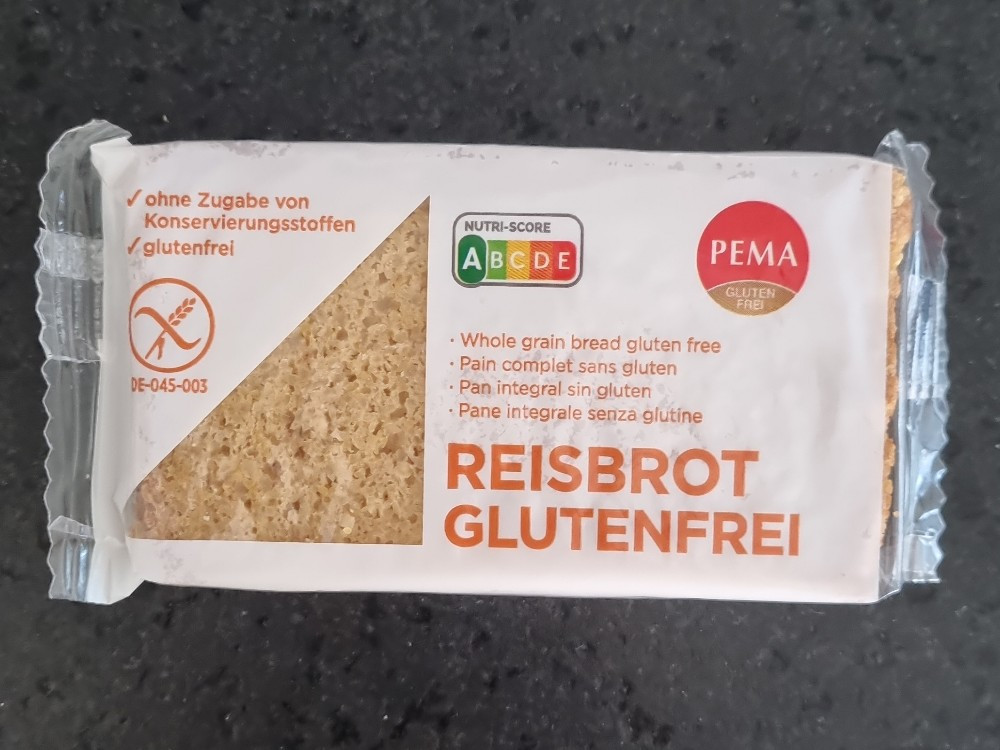 ✓ ohne Zugabe von
Konservierungsstoffen
✓ glutenfrei
DE-045-003
NUTRI-SCORE
A B C D E
PEMA
GLUTEN
FREI
· Whole grain bread gluten free
· Pain complet sans gluten
· Pan integral sin gluten
· Pane integrale senza glutine
REISBROT
GLUTENFREI